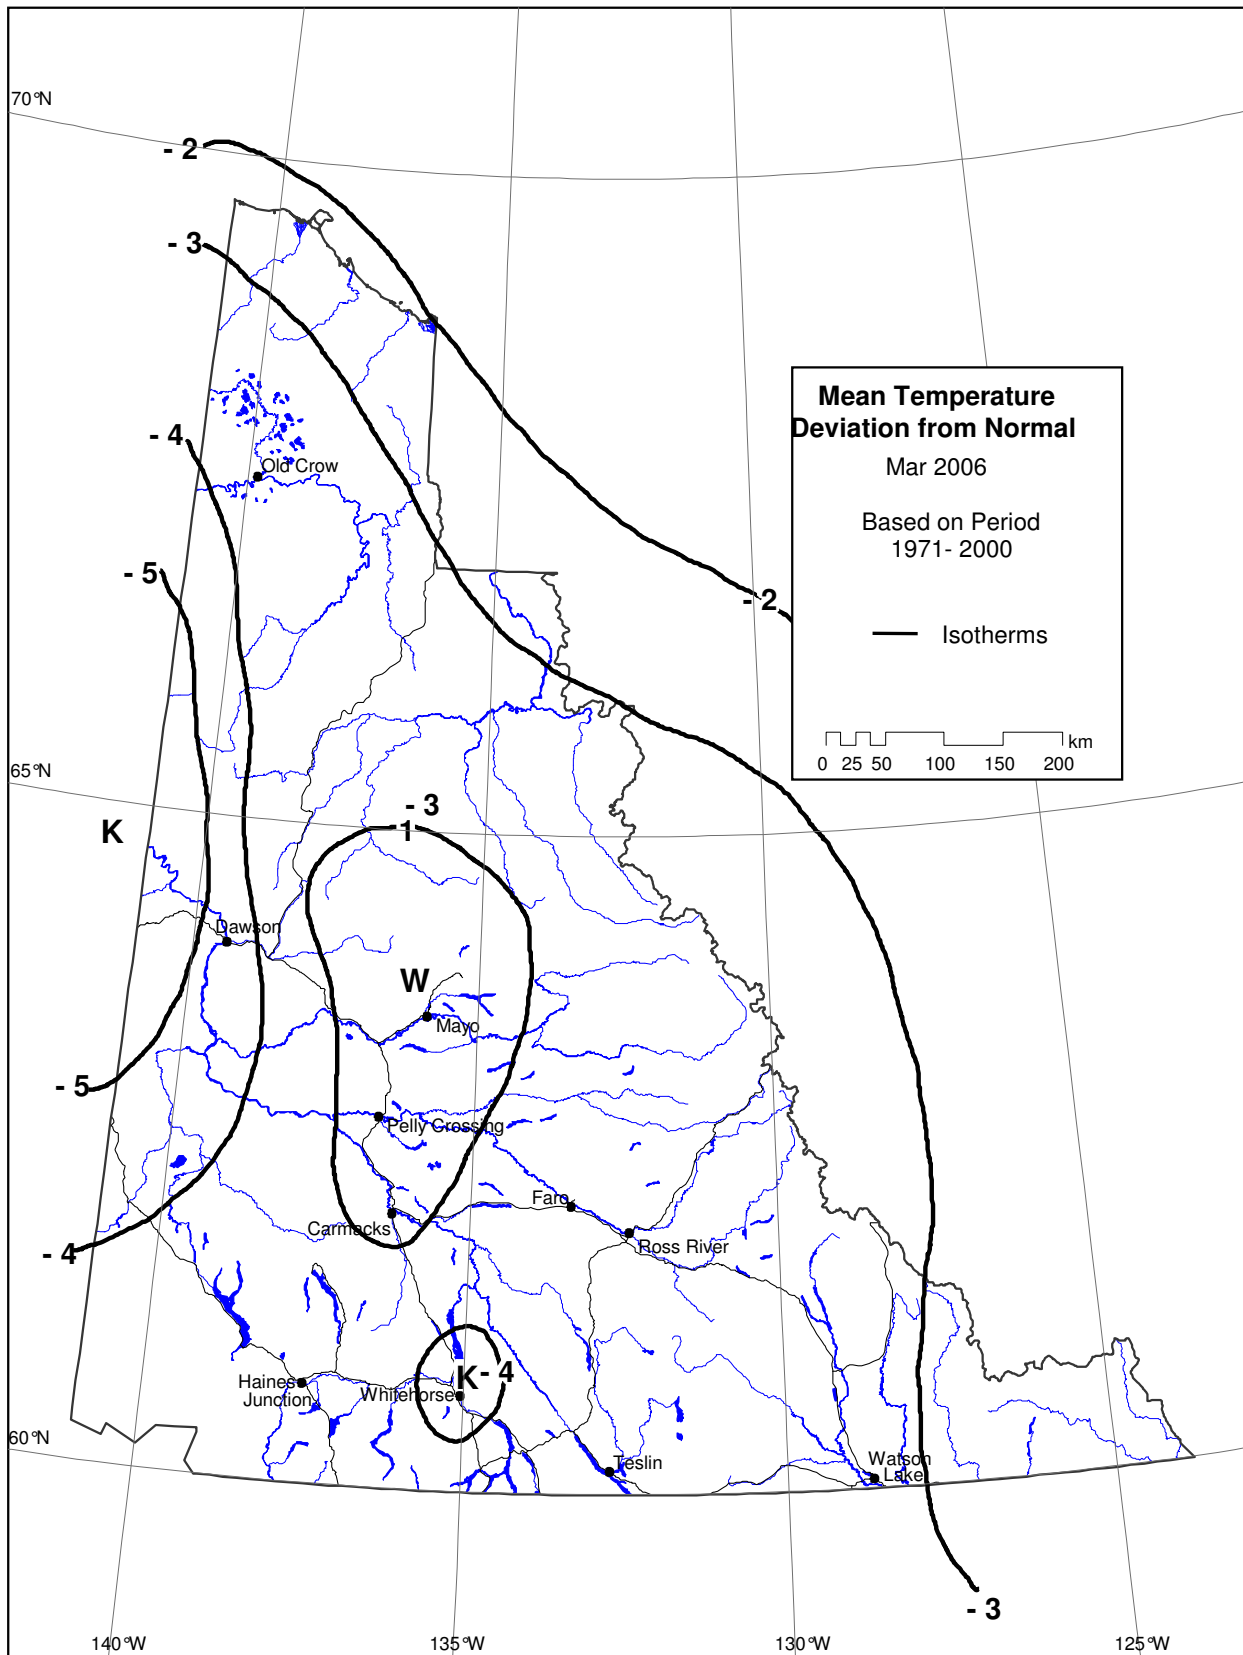 70°N
- 2
- 3
Mean Temperature
Deviation from Normal
Mar 2006
Based on Period
1971- 2000
Isotherms
km
0 25 50 100 150 200
- 4
Old Crow
- 5
- 2
65°N
- 3
1
K
Dawson
W
Mayo
- 5
Pelly Crossing
Faro
Carmacks
Ross River
- 4
K - 4
Haines
Junction
Whitehorse
60°N
Teslin
Watson
Lake
- 3
140°W
135°W
130°W
125°W